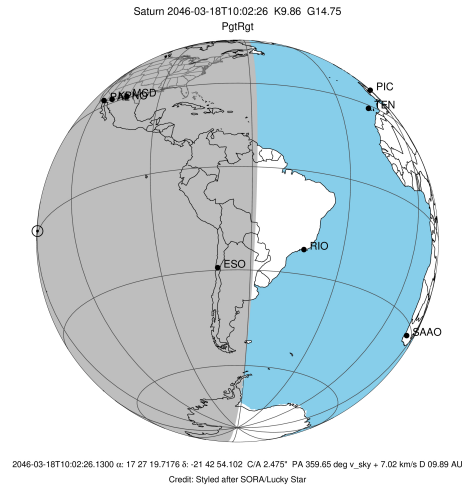 Saturn 2046-03-18T10:02:26 K9.86 G14.75
PgtRgt
PIC
TEN
MCD
RIO
ESO
SAAO
2046-03-18T10:02:26.1300 α: 17 27 19.7176 δ: -21 42 54.102 C/A 2.475" PA 359.65 deg v_sky + 7.02 km/s D 09.89 AU
Credit: Styled after SORA/Lucky Star